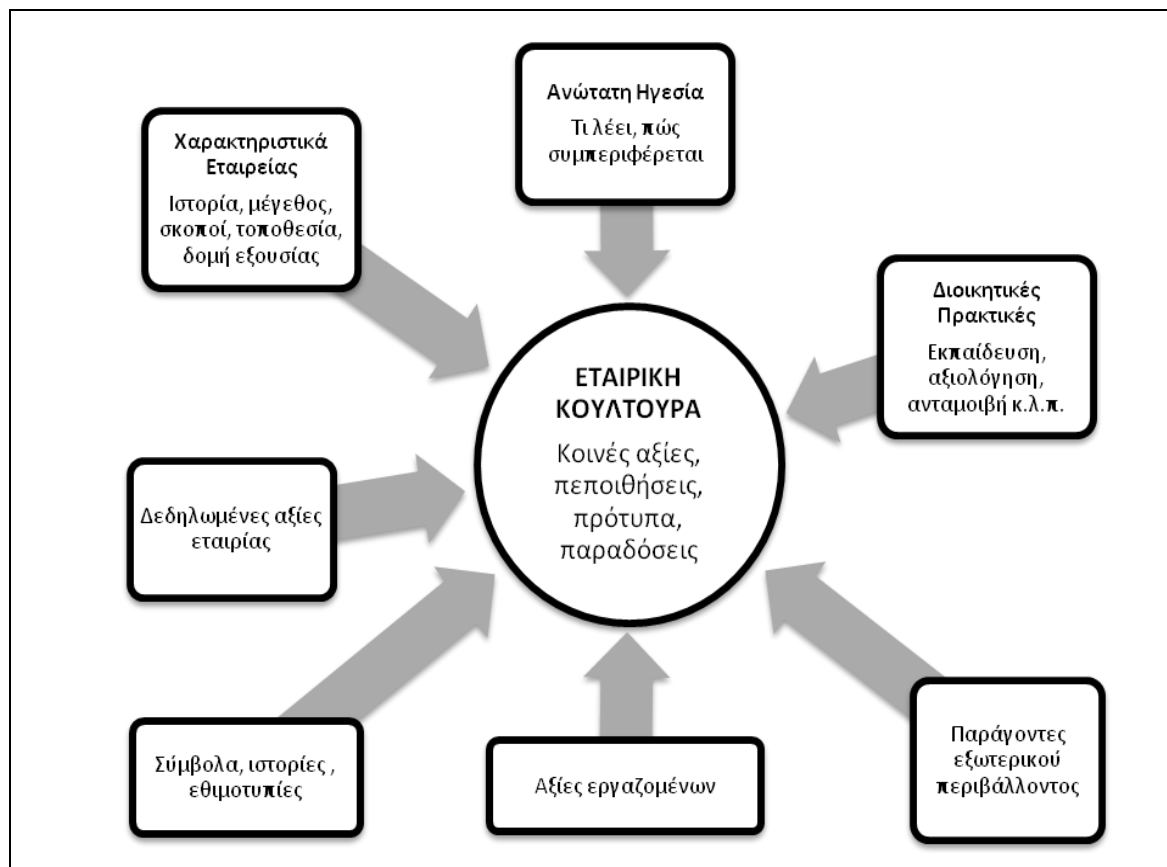 Ανώτατη Ηγεσία
Τι λέει, πώς
συμπεριφέρεται
Χαρακτηριστικά
Εταιρείας
Ιστορία, μέγεθος,
σκοποί, τοποθεσία,
δομή εξουσίας
Διοικητικές
Πρακτικές
Εκπαίδευση,
αξιολόγηση,
ανταμοιβή κ.λ.π.
ΕΤΑΙΡΙΚΗ
ΚΟΥΛΤΟΥΡΑ
Κοινές αξίες,
πεποιθήσεις,
πρότυπα,
παραδόσεις
Δεδηλωμένες αξίες
εταιρίας
Σύμβολα, ιστορίες ,
εθιμοτυπίες
Αξίες εργαζομένων
Παράγοντες
εξωτερικού
περιβάλλοντος